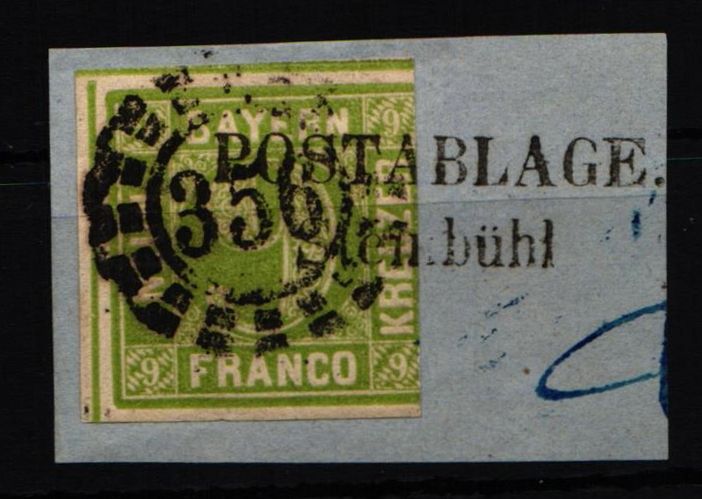 BAYERN
9 9
POSTABLAGE.
356
Steinbühl
KREUZER
9 FRANCO 9